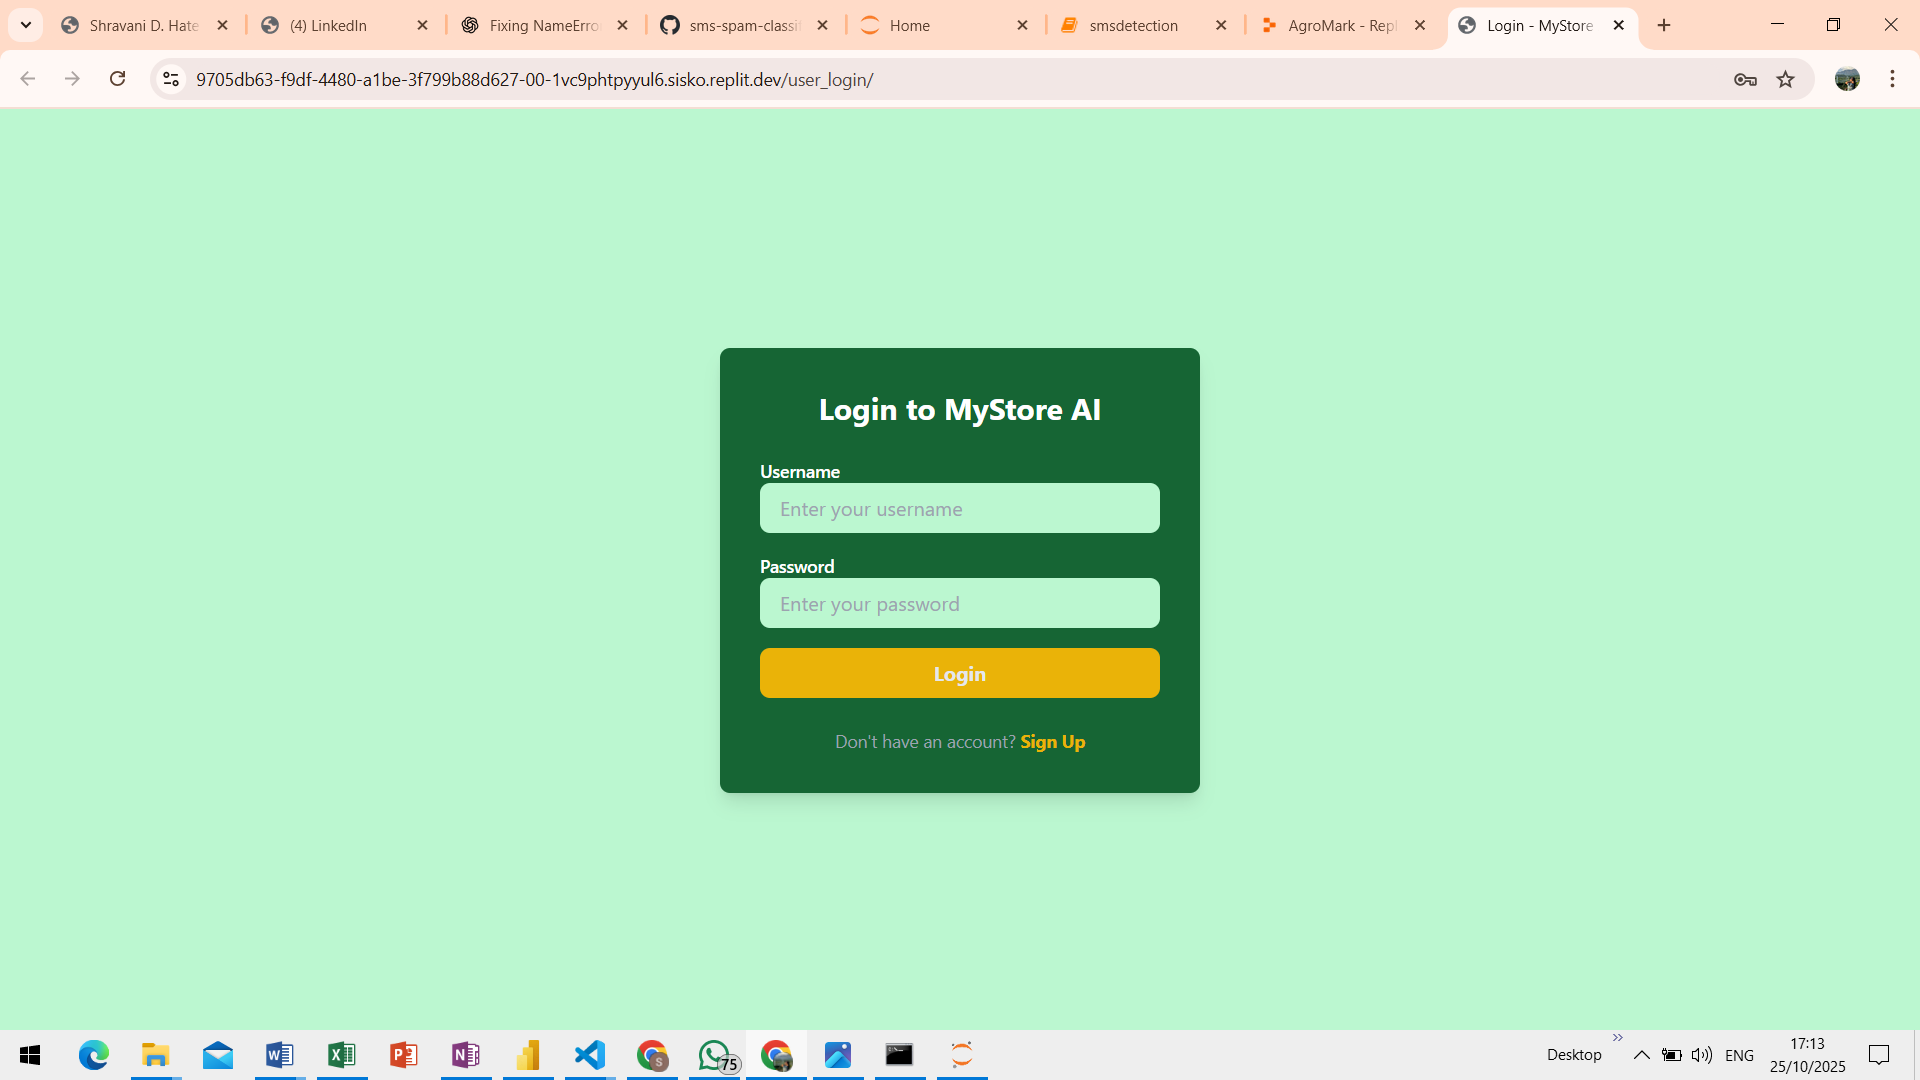 Shravani D. Hate
(4) LinkedIn
Fixing NameErro
sms-spam-classif
Home
smsdetection
AgroMark - Repl
Login - MyStore
9705db63-f9df-4480-a1be-3f799b88d627-00-1vc9phtpyyul6.sisko.replit.dev/user_login/
Login to MyStore AI
Username
Enter your username
Password
Enter your password
Login
Don't have an account? Sign Up
S
75
Desktop
ENG
17:13
25/10/2025